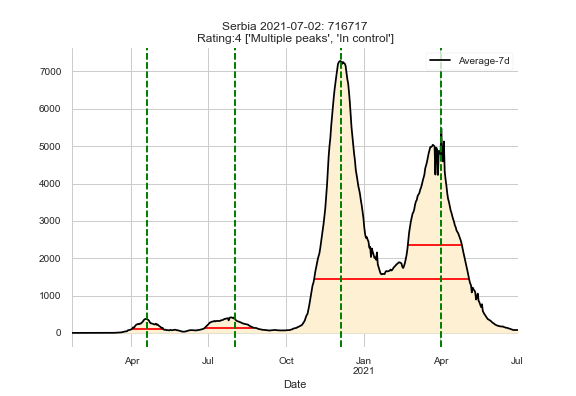 Serbia 2021-07-02: 716717
Rating:4 ['Multiple peaks', 'In control']
Average-7d
7000
6000
5000
4000
3000
2000
1000
0
Apr Jul Oct Jan Apr Jul
2021
Date